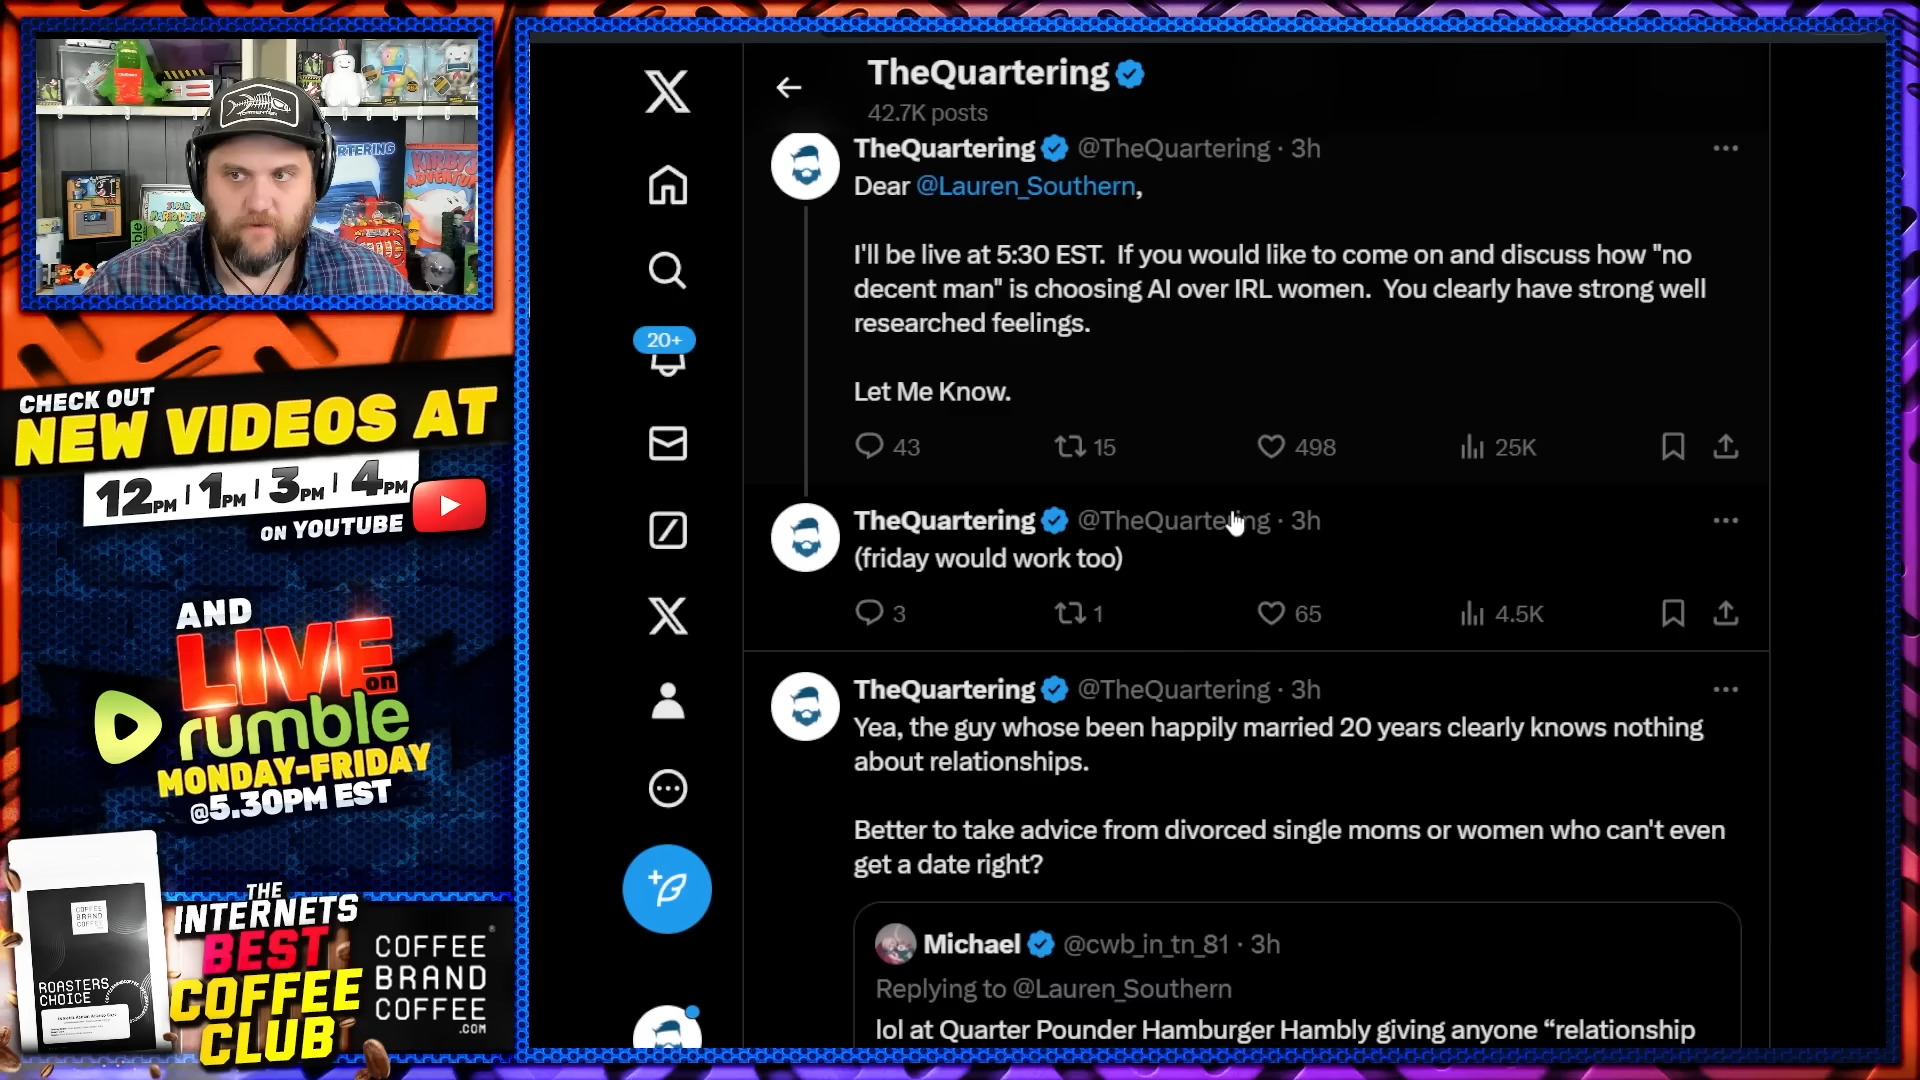 TheQuartering
42.7K posts
TheQuartering @TheQuartering · 3h
Dear @Lauren_Southern,
I'll be live at 5:30 EST. If you would like to come on and discuss how "no
decent man" is choosing AI over IRL women. You clearly have strong well
researched feelings.
Let Me Know.
43 15 498 25K
TheQuartering @TheQuartering · 3h
(friday would work too)
3 1 65 4.5K
TheQuartering @TheQuartering · 3h
Yea, the guy whose been happily married 20 years clearly knows nothing
about relationships.
Better to take advice from divorced single moms or women who can't even
get a date right?
Michael @cwb_in_tn_81 · 3h
Replying to @Lauren_Southern
lol at Quarter Pounder Hamburger Hambly giving anyone “relationship
20+
RTERING
KIRBY'S
ADVENTURE
CHECK OUT
NEW VIDEOS AT
12PM | 1PM | 3PM | 4PM
ON YOUTUBE
AND
LIVE
on
rumble
MONDAY-FRIDAY
@5.30PM EST
THE
INTERNETS
BEST
COFFEE
CLUB
COFFEE
BRAND
COFFEE
.COM
COFFEE
BRAND
COFFEE
ROASTERS
CHOICE